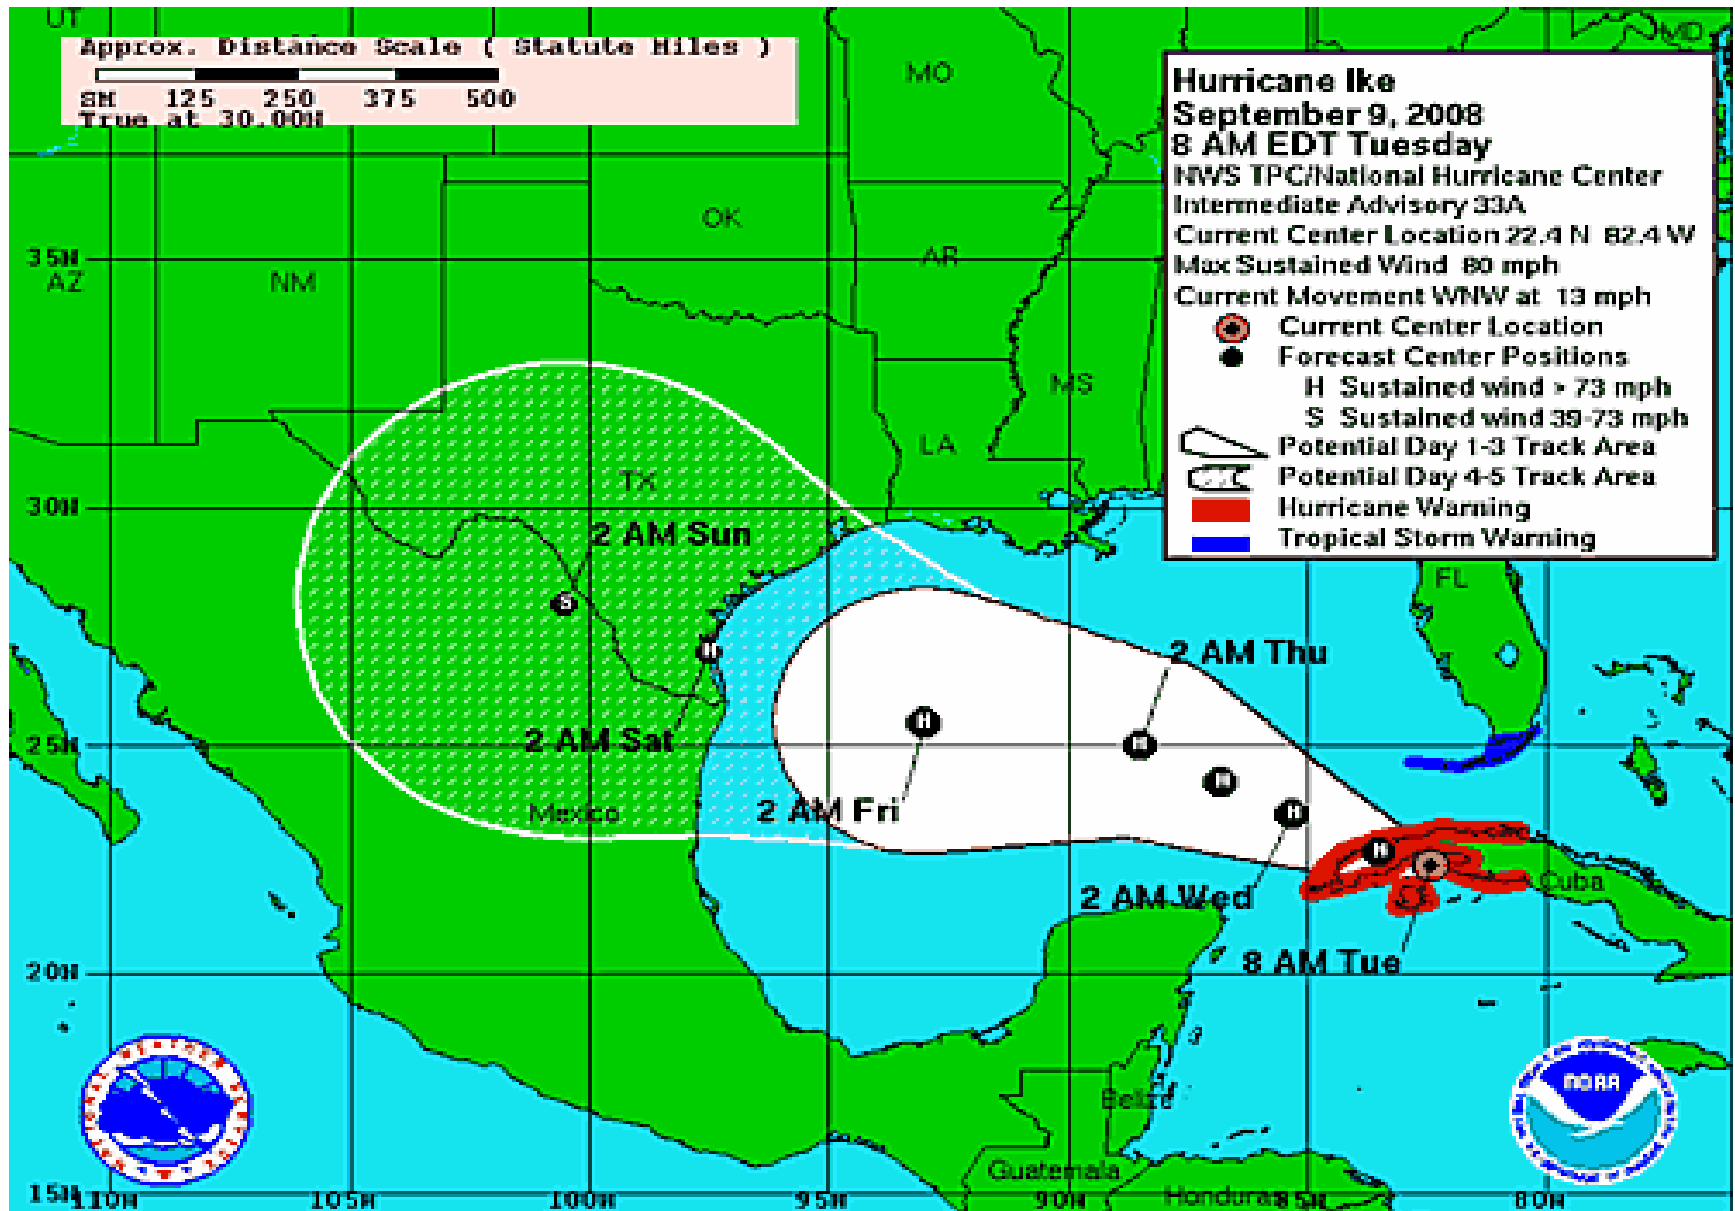 UT
Approx. Distance Scale ( Statute Miles )
SM 125 250 375 500
True at 30.00N
MO
MD
Hurricane Ike
September 9, 2008
8 AM EDT Tuesday
NWS TPC/National Hurricane Center
Intermediate Advisory 33A
Current Center Location 22.4 N 82.4 W
Max Sustained Wind 80 mph
Current Movement WNW at 13 mph
Current Center Location
Forecast Center Positions
H Sustained wind > 73 mph
S Sustained wind 39-73 mph
Potential Day 1-3 Track Area
Potential Day 4-5 Track Area
Hurricane Warning
Tropical Storm Warning
OK
35N
AR
AZ
NM
MS
LA
TX
30N
2 AM Sun
FL
S
H
2 AM Thu
H
H
2 AM Sat
25N
H
2 AM Fri
Mexico
H
H
2 AM Wed
Cuba
8 AM Tue
20N
NATIONAL WEATHER SERVICE
NOAA
Belize
Guatemala
Honduras
15N
110W 105W 100W 95W 90W 85W 80W